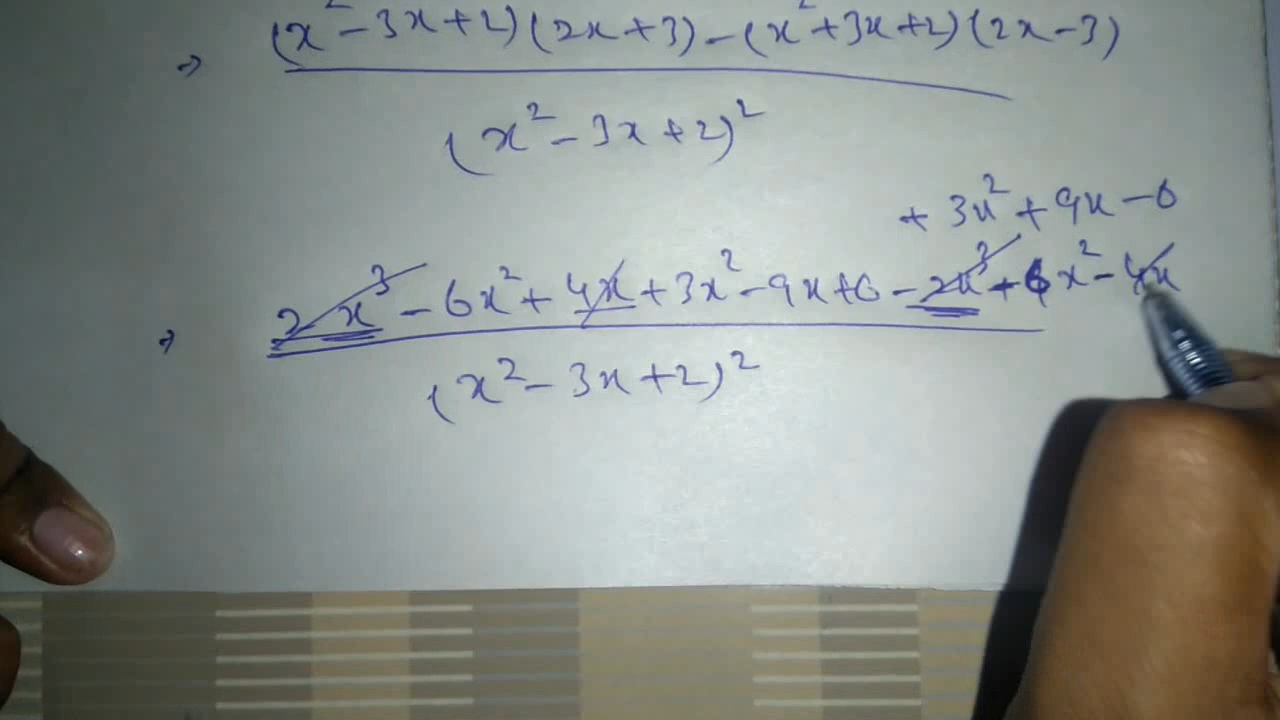 ⇒ (x² - 3x + 2) (2x + 3) - (x² + 3x + 2) (2x - 3)
(x² - 3x + 2)²
+ 3x² + 9x - 6
⇒ 2x³ - 6x² + 4x + 3x² - 9x + 6 - 2x³ + 6x² - 4x
(x² - 3x + 2)²